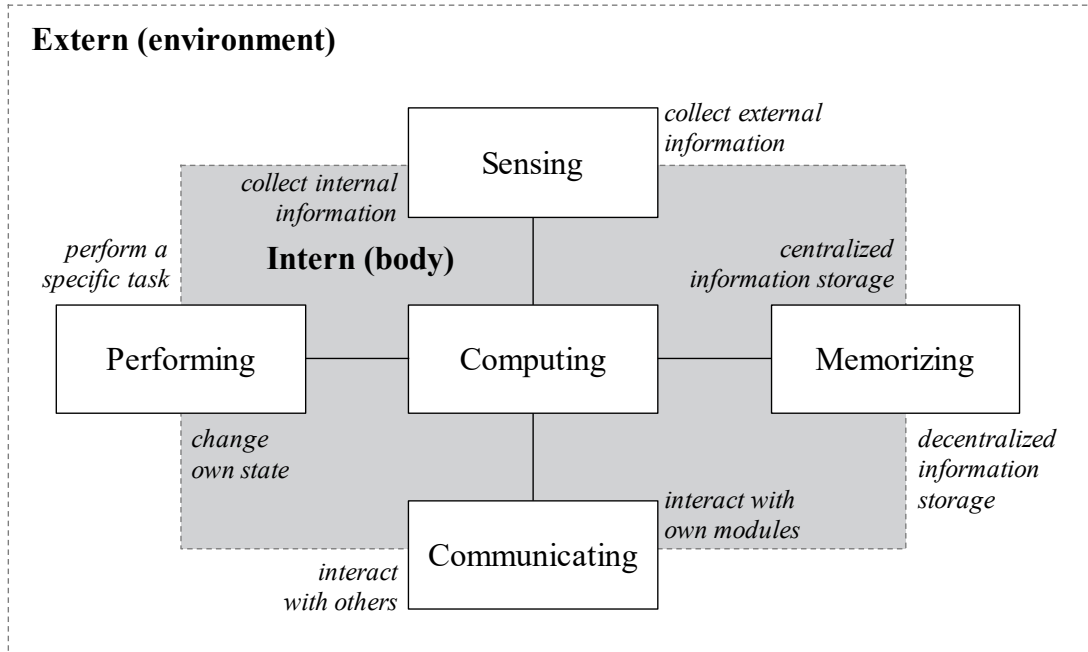 Extern (environment)
Sensing
collect external
information
collect internal
information
Intern (body)
perform a
specific task
centralized
information storage
Performing
Computing
Memorizing
change
own state
decentralized
information
storage
interact with
own modules
Communicating
interact
with others